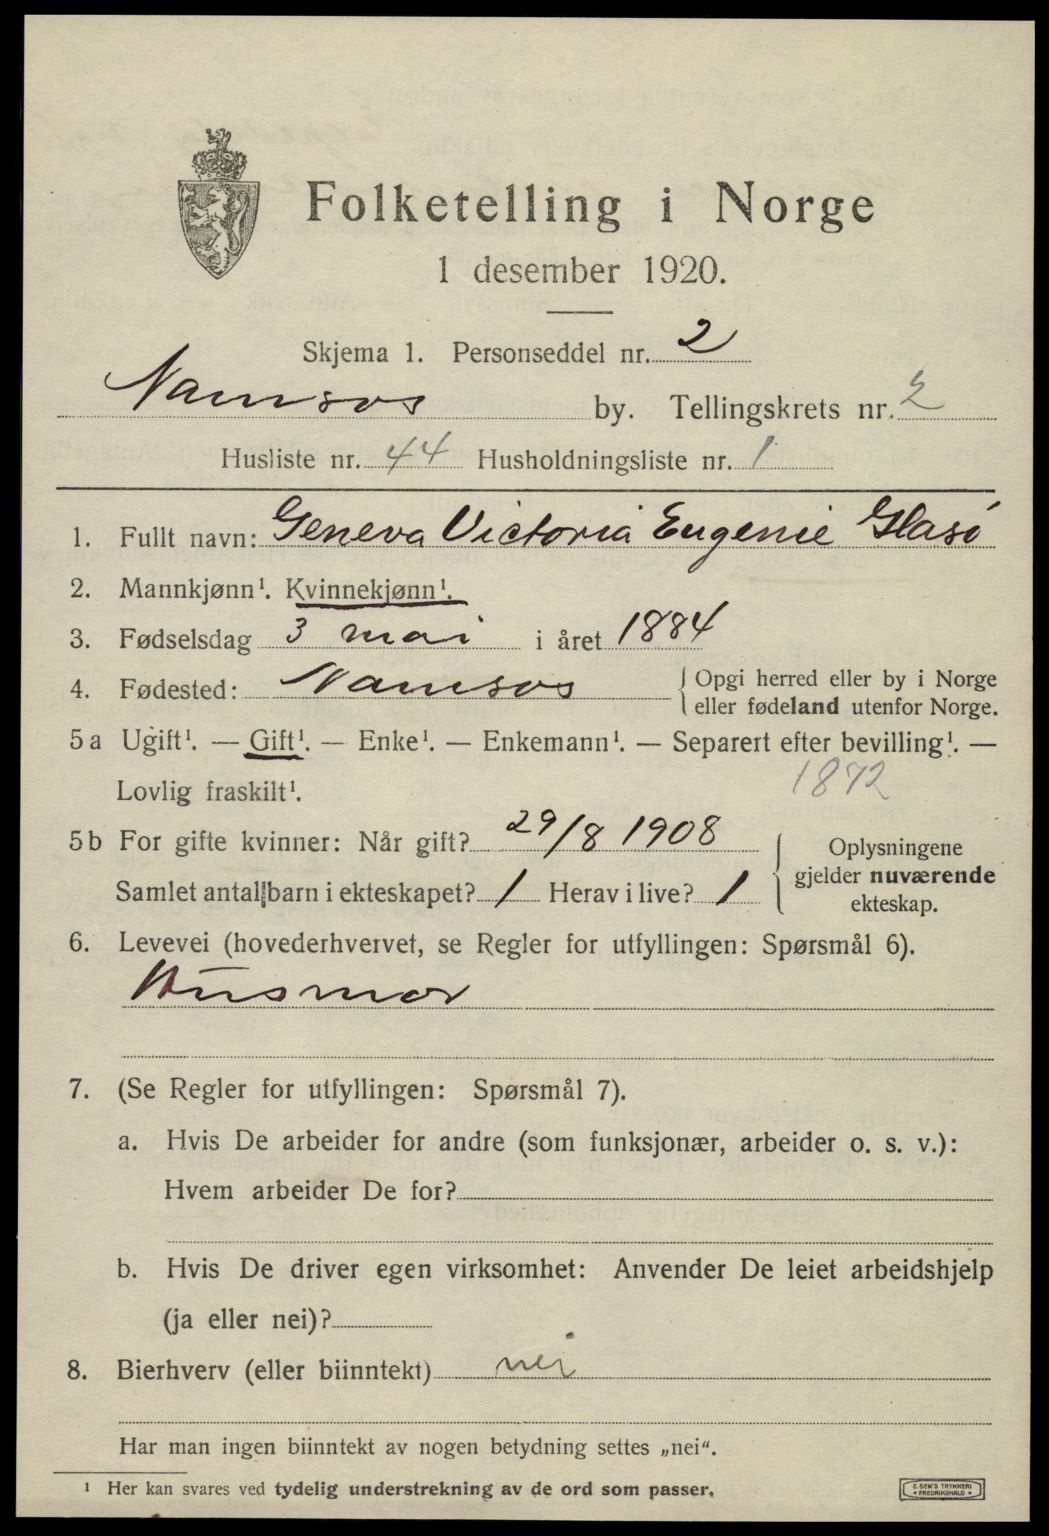 Folketelling i Norge
1 desember 1920.
Skjema 1. Personseddel nr. 2
Namsos by. Tellingskrets nr. 2
Husliste nr. 44 Husholdningsliste nr. 1
1. Fullt navn: Geneva Victoria Eugenie Glasø
2. Mannkjønn¹. Kvinnekjønn¹.
3. Fødselsdag 3 mai i året 1884
4. Fødested: Namsos { Opgi herred eller by i Norge
eller fødeland utenfor Norge.
5 a Ugift¹. — Gift¹. — Enke¹. — Enkemann¹. — Separert efter bevilling¹. —
Lovlig fraskilt¹. 1872
5 b For gifte kvinner: Når gift? 29/8 1908 { Oplysningene
Samlet antall barn i ekteskapet? 1 Herav i live? 1 gjelder nuværende
ekteskap.
6. Levevei (hovederhvervet, se Regler for utfyllingen: Spørsmål 6).
Husmor
7. (Se Regler for utfyllingen: Spørsmål 7).
a. Hvis De arbeider for andre (som funksjonær, arbeider o. s. v.):
Hvem arbeider De for?
b. Hvis De driver egen virksomhet: Anvender De leiet arbeidshjelp
(ja eller nei)?
8. Bierhverv (eller biinntekt) nei
Har man ingen biinntekt av nogen betydning settes „nei“.
¹ Her kan svares ved tydelig understrekning av de ord som passer.
E. SEM'S TRYKKERI
FREDRIKSHALD